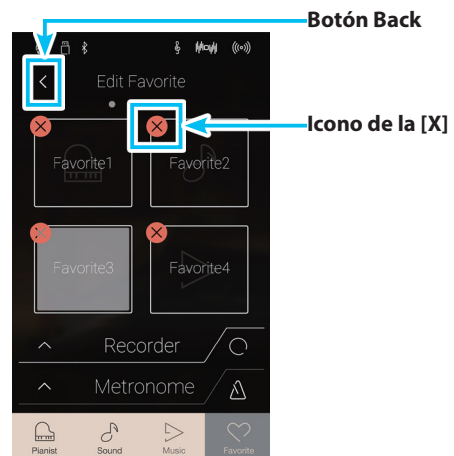 Botón Back
Edit Favorite
Icono de la [X]
Favorite1
Favorite2
Favorite3
Favorite4
Recorder
Metronome
Pianist
Sound
Music
Favorite